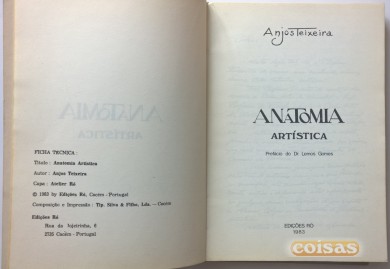 FICHA TECNICA:
Título: Anatomia Artística
Autor: Anjos Teixeira
Capa: Atelier Ró
© 1983 by Edições Ró, Cacém - Portugal
Composição e Impressão: Tip. Silva & Filho, Lda. — Cacém
Edições Ró
Rua do Vajeirinha, 6
2735 Cacém - Portugal
Anjos Teixeira
ANATOMIA
ARTÍSTICA
Prefácio do Dr. Lemos Gomes
EDIÇÕES RÓ
1983
coisas